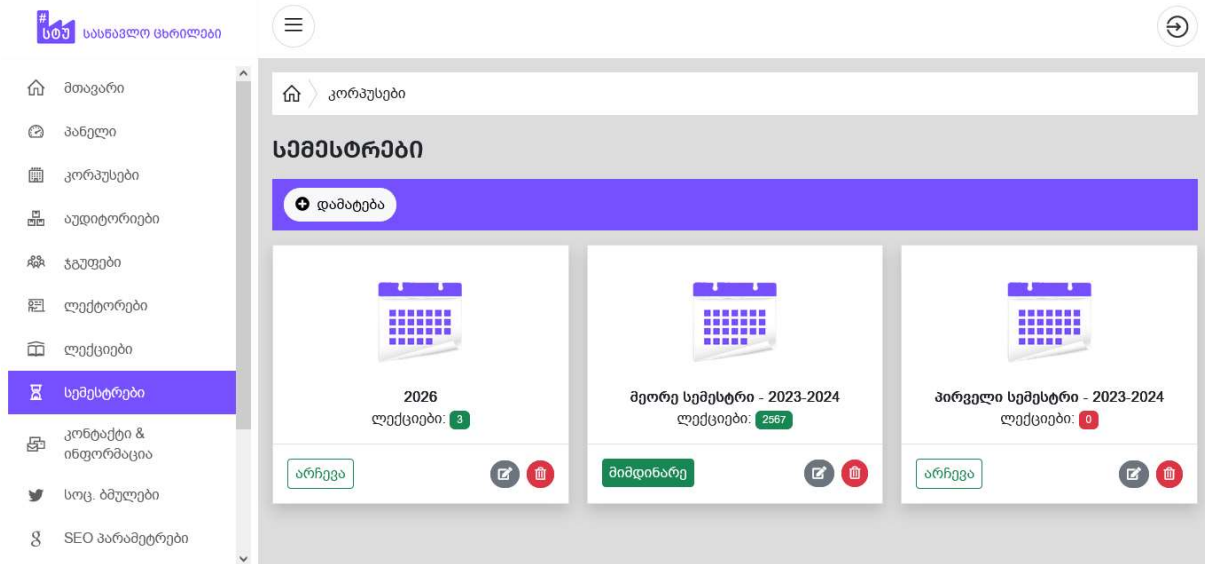 #
სტუ სასწავლო ცხრილები
მთავარი
პანელი
კორპუსები
აუდიტორიები
ჯგუფები
ლექტორები
ლექციები
სემესტრები
კონტაქტი &
ინფორმაცია
სოც. ბმულები
SEO პარამეტრები
კორპუსები
სემესტრები
დამატება
2026
ლექციები: 3
არჩევა
მეორე სემესტრი - 2023-2024
ლექციები: 2567
მიმდინარე
პირველი სემესტრი - 2023-2024
ლექციები: 0
არჩევა